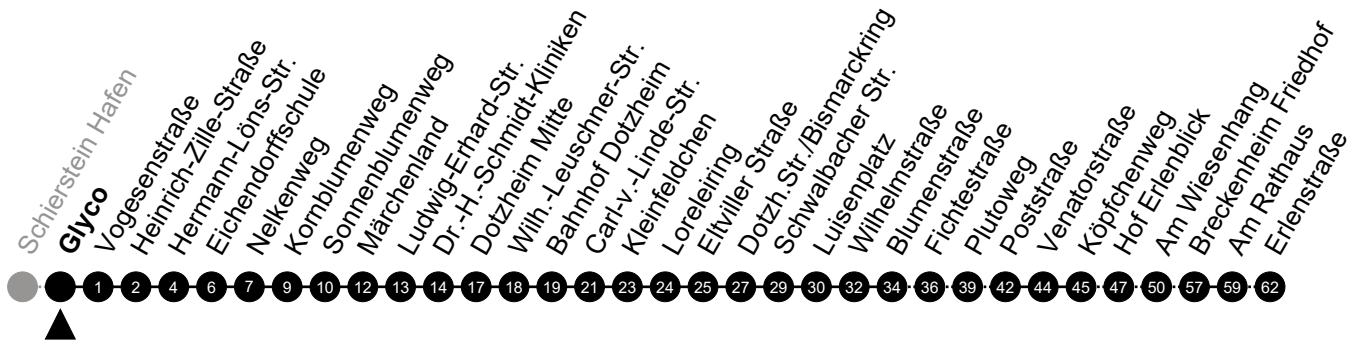 Schierstein Hafen
Glyco
Vogesenstraße
Heinrich-Zille-Straße
Hermann-Löns-Str.
Eichendorffschule
Nelkenweg
Kornblumenweg
Sonnenblumenweg
Märchenland
Ludwig-Erhard-Str.
Dr.-H.-Schmidt-Kliniken
Dotzheim Mitte
Wilh.-Leuschner-Str.
Bahnhof Dotzheim
Carl-v.-Linde-Str.
Kleinfeldchen
Loreleiring
Eltviller Straße
Dotzh.Str./Bismarckring
Schwalbacher Str.
Luisenplatz
Wilhelmstraße
Blumenstraße
Fichtestraße
Plutoweg
Poststraße
Venatorstraße
Köpfchenweg
Hof Erlenblick
Am Wiesenhang
Breckenheim Friedhof
Am Rathaus
Erlenstraße
1 2 4 6 7 9 10 12 13 14 17 18 19 21 23 24 25 27 29 30 32 34 36 39 42 44 45 47 50 57 59 62